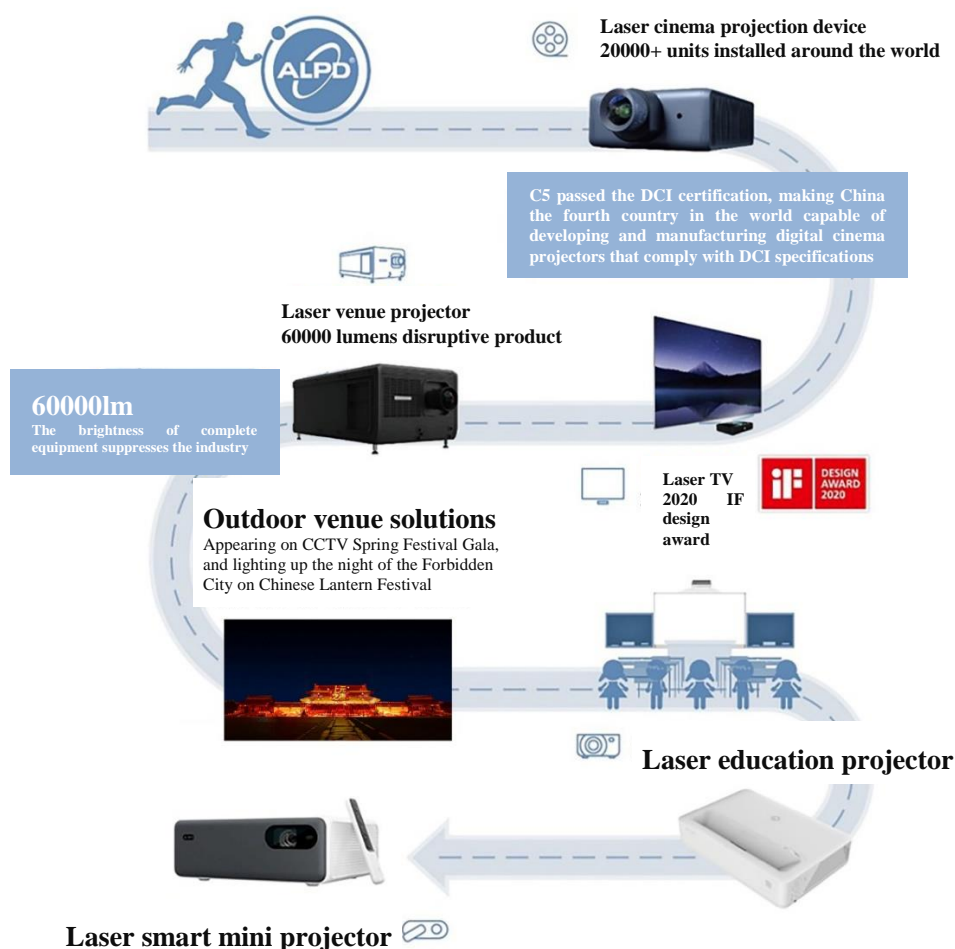 ALPD®
Laser cinema projection device
20000+ units installed around the world
C5 passed the DCI certification, making China
the fourth country in the world capable of
developing and manufacturing digital cinema
projectors that comply with DCI specifications
Laser venue projector
60000 lumens disruptive product
60000lm
The brightness of complete
equipment suppresses the industry
Laser TV
2020 IF
design
award
iF
DESIGN
AWARD
2020
Outdoor venue solutions
Appearing on CCTV Spring Festival Gala,
and lighting up the night of the Forbidden
City on Chinese Lantern Festival
Laser education projector
Laser smart mini projector